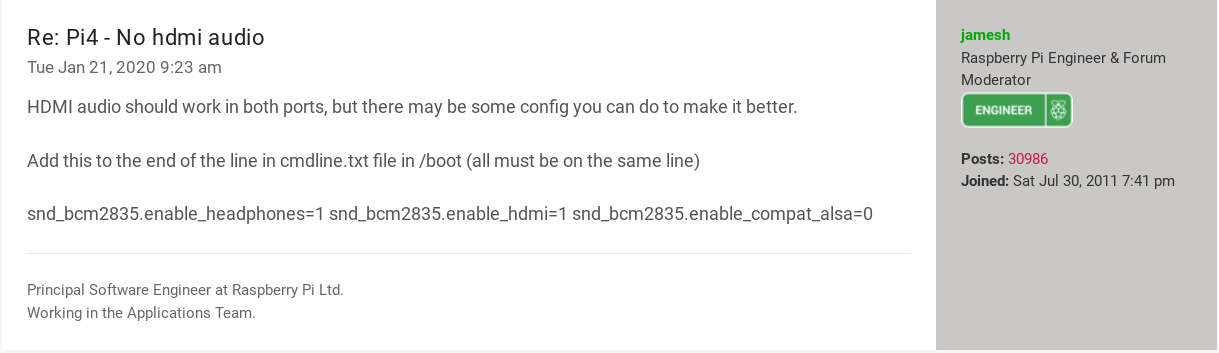 Re: Pi4 - No hdmi audio
Tue Jan 21, 2020 9:23 am
HDMI audio should work in both ports, but there may be some config you can do to make it better.
Add this to the end of the line in cmdline.txt file in /boot (all must be on the same line)
snd_bcm2835.enable_headphones=1 snd_bcm2835.enable_hdmi=1 snd_bcm2835.enable_compat_alsa=0
Principal Software Engineer at Raspberry Pi Ltd.
Working in the Applications Team.
jamesh
Raspberry Pi Engineer & Forum
Moderator
ENGINEER
Posts: 30986
Joined: Sat Jul 30, 2011 7:41 pm